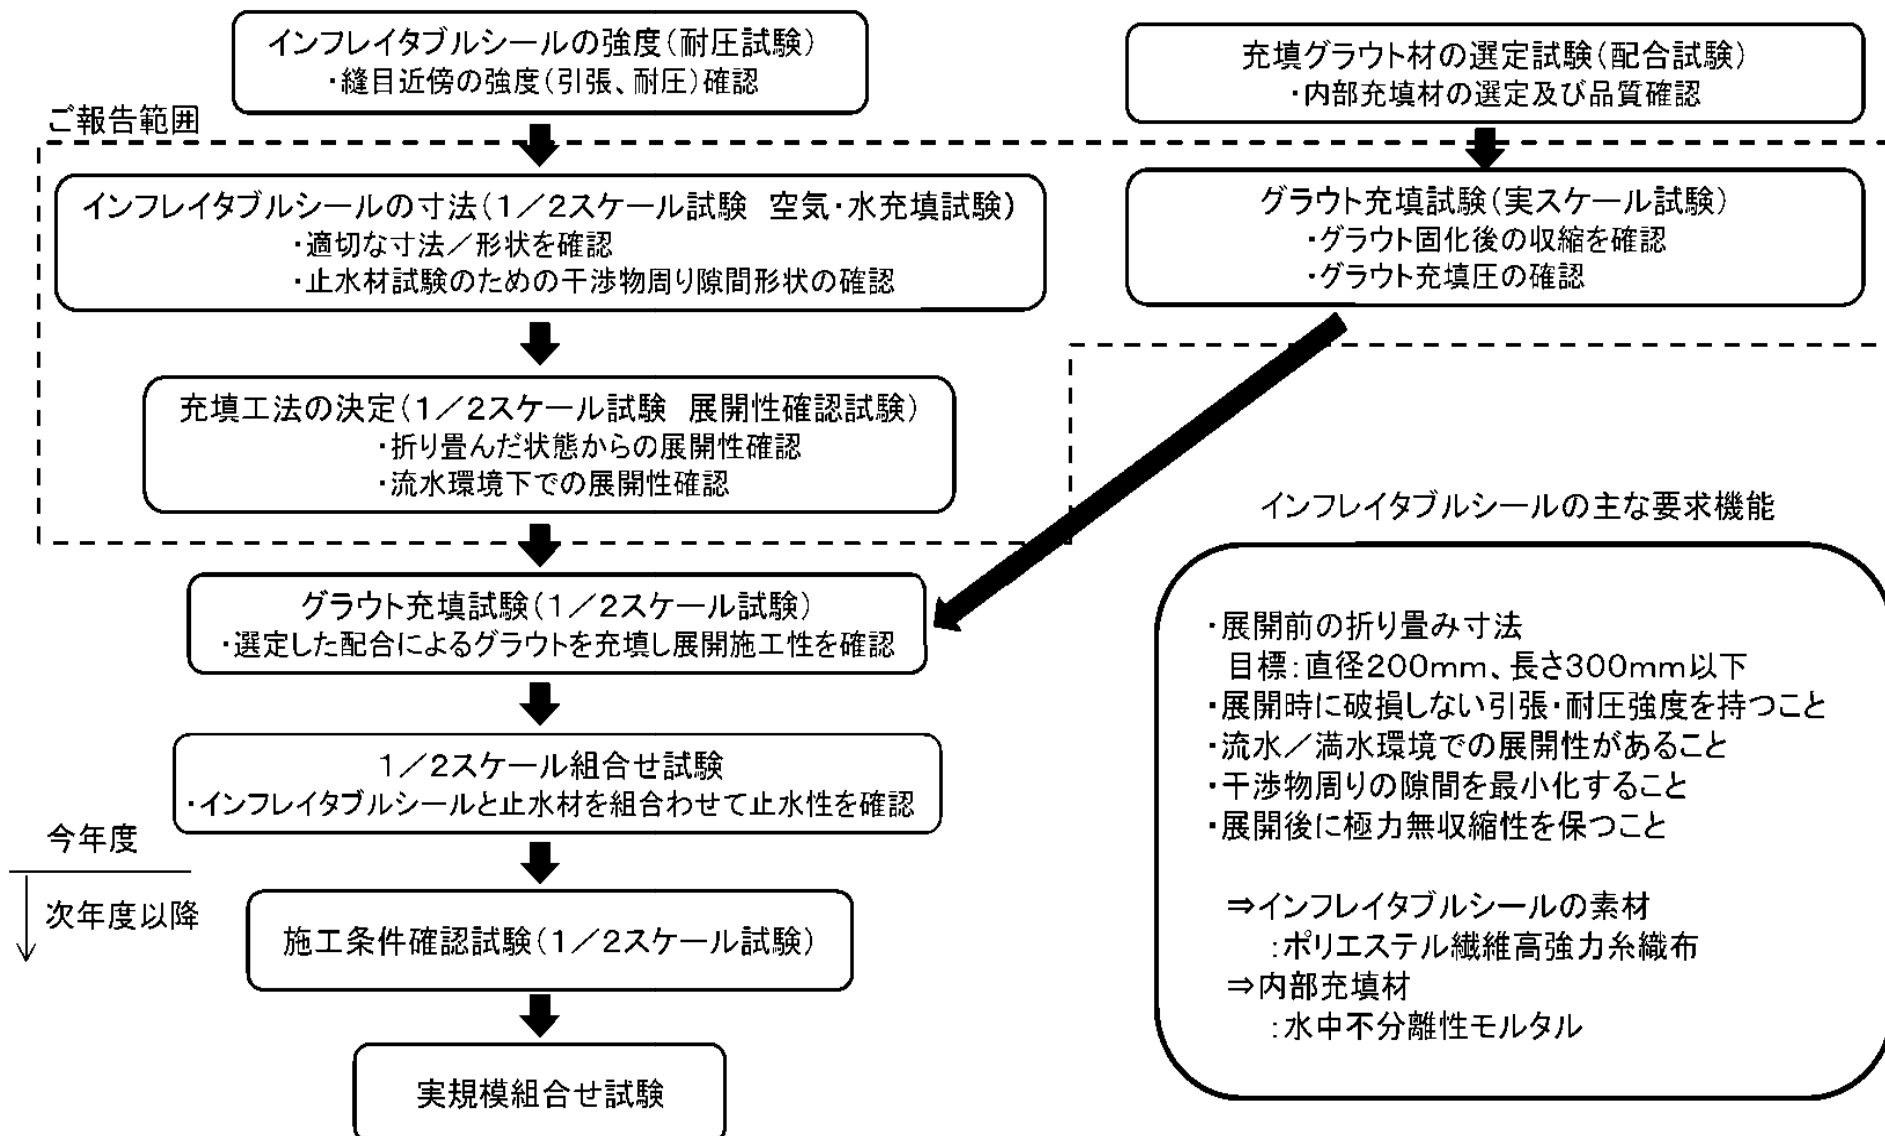 インフレイタブルシールの強度(耐圧試験)
・縫目近傍の強度(引張、耐圧)確認
充填グラウト材の選定試験(配合試験)
・内部充填材の選定及び品質確認
ご報告範囲
インフレイタブルシールの寸法(1/2スケール試験 空気・水充填試験)
・適切な寸法/形状を確認
・止水材試験のための干渉物周り隙間形状の確認
グラウト充填試験(実スケール試験)
・グラウト固化後の収縮を確認
・グラウト充填圧の確認
充填工法の決定(1/2スケール試験 展開性確認試験)
・折り畳んだ状態からの展開性確認
・流水環境下での展開性確認
グラウト充填試験(1/2スケール試験)
・選定した配合によるグラウトを充填し展開施工性を確認
1/2スケール組合せ試験
・インフレイタブルシールと止水材を組合わせて止水性を確認
今年度
次年度以降
施工条件確認試験(1/2スケール試験)
実規模組合せ試験
インフレイタブルシールの主な要求機能
・展開前の折り畳み寸法
目標:直径200mm、長さ300mm以下
・展開時に破損しない引張・耐圧強度を持つこと
・流水/満水環境での展開性があること
・干渉物周りの隙間を最小化すること
・展開後に極力無収縮性を保つこと
⇒インフレイタブルシールの素材
:ポリエステル繊維高強力糸織布
⇒内部充填材
:水中不分離性モルタル